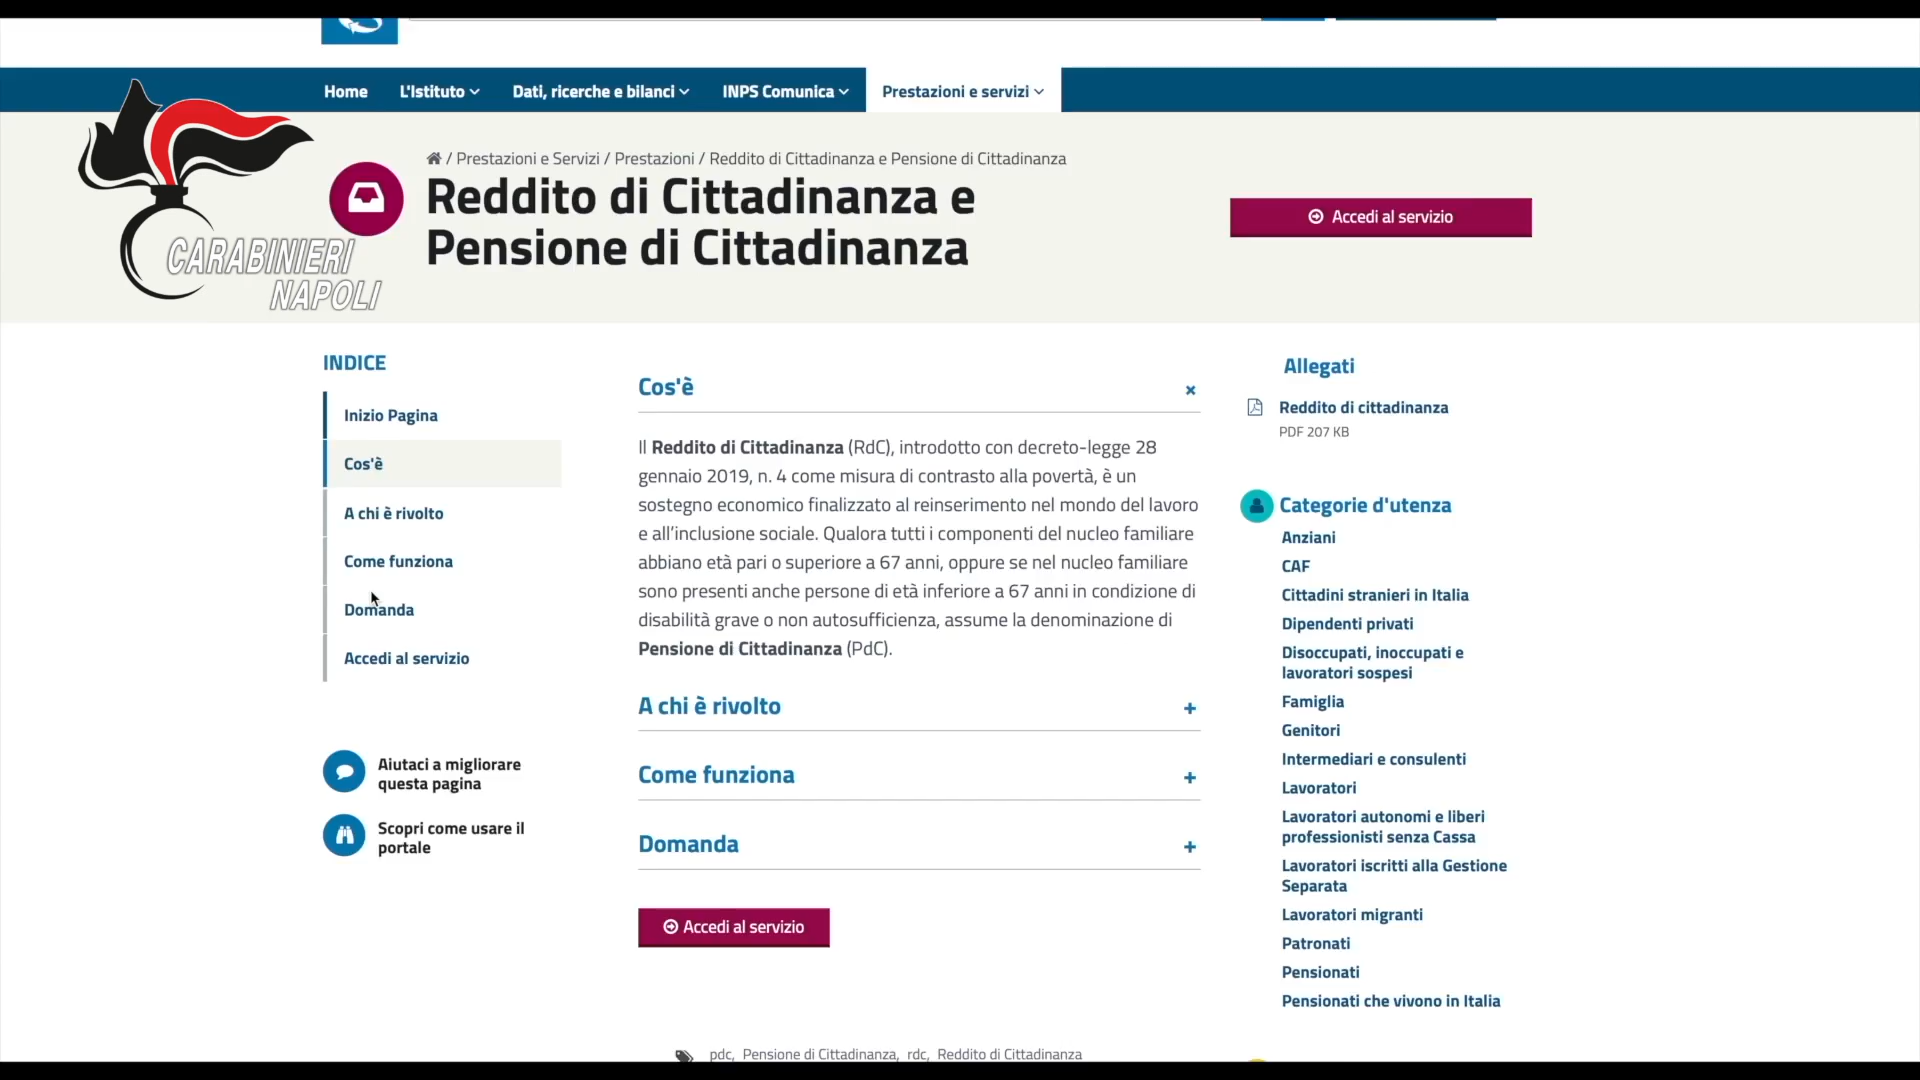 Home L'Istituto Dati, ricerche e bilanci INPS Comunica Prestazioni e servizi
CARABINIERI
NAPOLI
/ Prestazioni e Servizi / Prestazioni / Reddito di Cittadinanza e Pensione di Cittadinanza
Reddito di Cittadinanza e
Pensione di Cittadinanza
Accedi al servizio
INDICE
Inizio Pagina
Cos'è
A chi è rivolto
Come funziona
Domanda
Accedi al servizio
Aiutaci a migliorare
questa pagina
Scopri come usare il
portale
Cos'è
Il Reddito di Cittadinanza (RdC), introdotto con decreto-legge 28
gennaio 2019, n. 4 come misura di contrasto alla povertà, è un
sostegno economico finalizzato al reinserimento nel mondo del lavoro
e all’inclusione sociale. Qualora tutti i componenti del nucleo familiare
abbiano età pari o superiore a 67 anni, oppure se nel nucleo familiare
sono presenti anche persone di età inferiore a 67 anni in condizione di
disabilità grave o non autosufficienza, assume la denominazione di
Pensione di Cittadinanza (PdC).
A chi è rivolto
Come funziona
Domanda
Accedi al servizio
pdc, Pensione di Cittadinanza, rdc, Reddito di Cittadinanza
Allegati
Reddito di cittadinanza
PDF 207 KB
Categorie d'utenza
Anziani
CAF
Cittadini stranieri in Italia
Dipendenti privati
Disoccupati, inoccupati e
lavoratori sospesi
Famiglia
Genitori
Intermediari e consulenti
Lavoratori
Lavoratori autonomi e liberi
professionisti senza Cassa
Lavoratori iscritti alla Gestione
Separata
Lavoratori migranti
Patronati
Pensionati
Pensionati che vivono in Italia